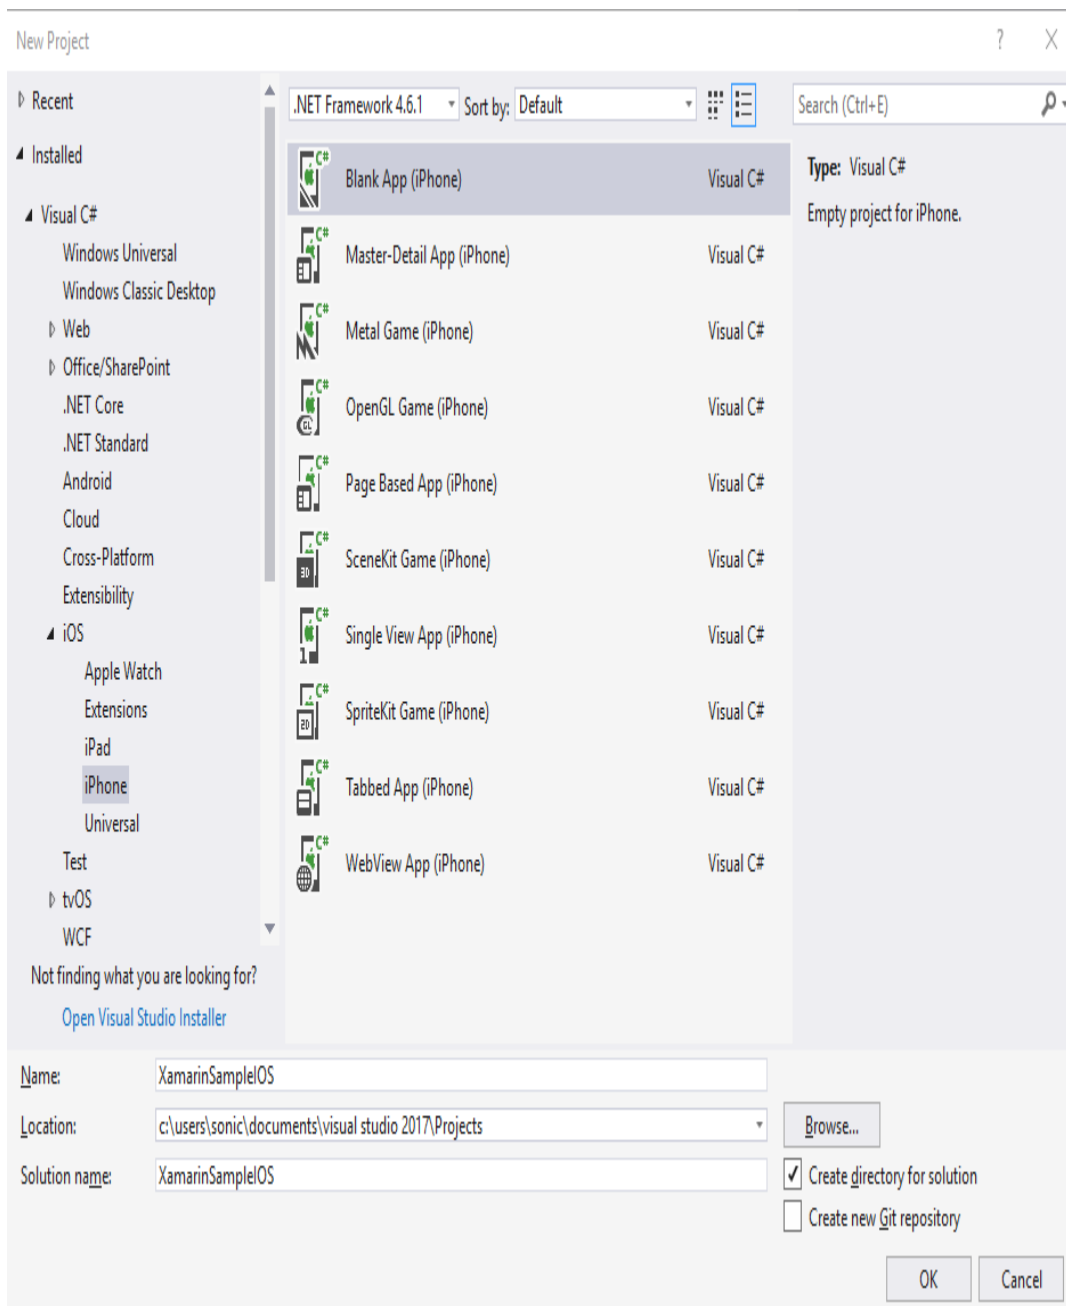 New Project
?
Recent
Installed
Visual C#
Windows Universal
Windows Classic Desktop
Web
Office/SharePoint
.NET Core
.NET Standard
Android
Cloud
Cross-Platform
Extensibility
iOS
Apple Watch
Extensions
iPad
iPhone
Universal
Test
tvOS
WCF
Not finding what you are looking for?
Open Visual Studio Installer
.NET Framework 4.6.1 Sort by: Default
C# Blank App (iPhone) Visual C#
C# Master-Detail App (iPhone) Visual C#
C# Metal Game (iPhone) Visual C#
C# GL OpenGL Game (iPhone) Visual C#
C# Page Based App (iPhone) Visual C#
C# 3D SceneKit Game (iPhone) Visual C#
C# 1 Single View App (iPhone) Visual C#
C# 2D SpriteKit Game (iPhone) Visual C#
C# Tabbed App (iPhone) Visual C#
C# WebView App (iPhone) Visual C#
Search (Ctrl+E)
Type: Visual C#
Empty project for iPhone.
Name: XamarinSampleIOS
Location: c:\users\sonic\documents\visual studio 2017\Projects Browse...
Solution name: XamarinSampleIOS
Create directory for solution
Create new Git repository
OK Cancel